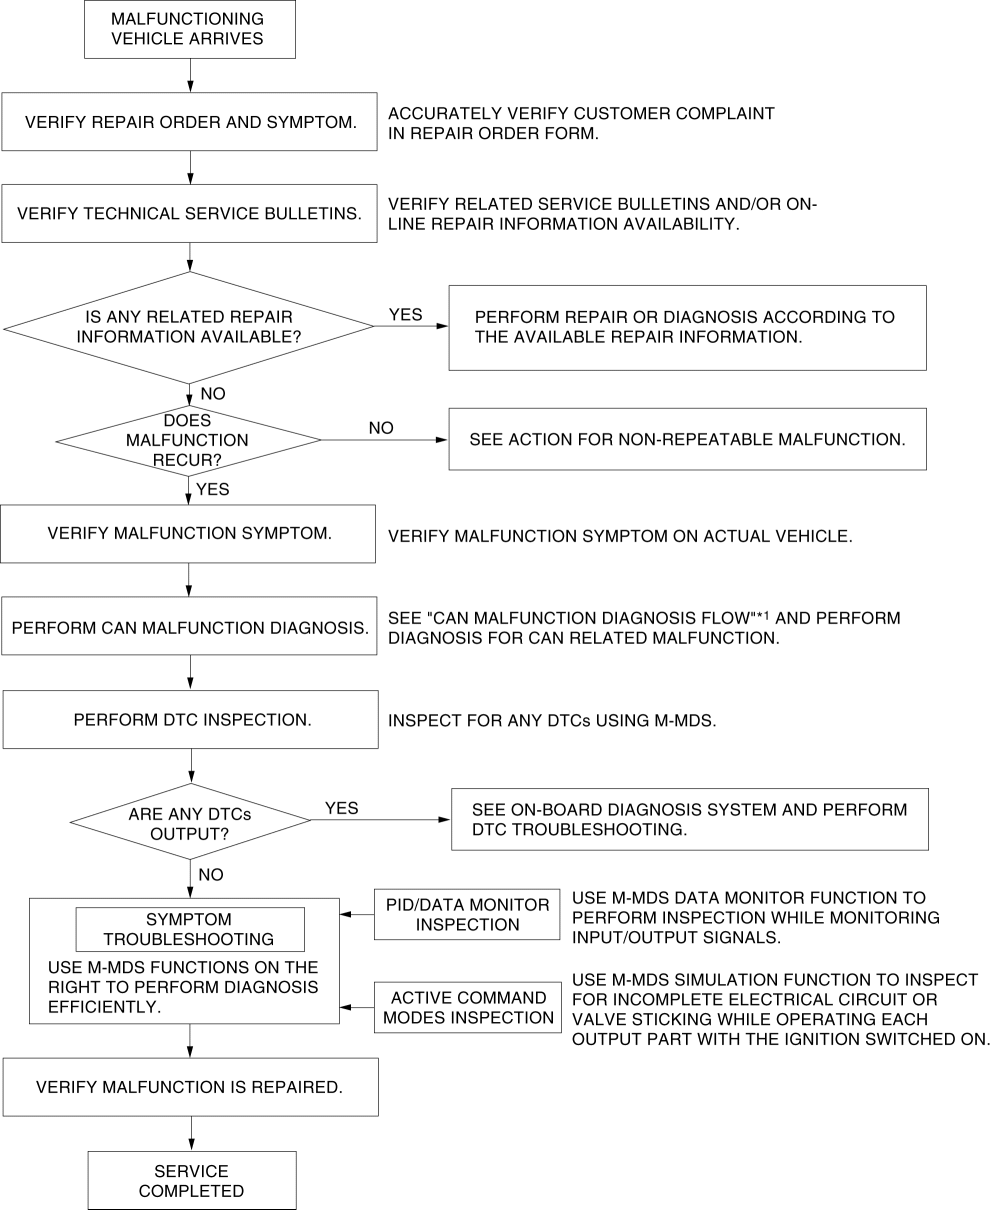 MALFUNCTIONING
VEHICLE ARRIVES
VERIFY REPAIR ORDER AND SYMPTOM.
ACCURATELY VERIFY CUSTOMER COMPLAINT
IN REPAIR ORDER FORM.
VERIFY TECHNICAL SERVICE BULLETINS.
VERIFY RELATED SERVICE BULLETINS AND/OR ON-
LINE REPAIR INFORMATION AVAILABILITY.
IS ANY RELATED REPAIR
INFORMATION AVAILABLE?
YES
PERFORM REPAIR OR DIAGNOSIS ACCORDING TO
THE AVAILABLE REPAIR INFORMATION.
NO
DOES
MALFUNCTION
RECUR?
NO
SEE ACTION FOR NON-REPEATABLE MALFUNCTION.
YES
VERIFY MALFUNCTION SYMPTOM.
VERIFY MALFUNCTION SYMPTOM ON ACTUAL VEHICLE.
PERFORM CAN MALFUNCTION DIAGNOSIS.
SEE "CAN MALFUNCTION DIAGNOSIS FLOW"*1 AND PERFORM
DIAGNOSIS FOR CAN RELATED MALFUNCTION.
PERFORM DTC INSPECTION.
INSPECT FOR ANY DTCs USING M-MDS.
ARE ANY DTCs
OUTPUT?
YES
SEE ON-BOARD DIAGNOSIS SYSTEM AND PERFORM
DTC TROUBLESHOOTING.
NO
SYMPTOM
TROUBLESHOOTING
USE M-MDS FUNCTIONS ON THE
RIGHT TO PERFORM DIAGNOSIS
EFFICIENTLY.
PID/DATA MONITOR
INSPECTION
USE M-MDS DATA MONITOR FUNCTION TO
PERFORM INSPECTION WHILE MONITORING
INPUT/OUTPUT SIGNALS.
ACTIVE COMMAND
MODES INSPECTION
USE M-MDS SIMULATION FUNCTION TO INSPECT
FOR INCOMPLETE ELECTRICAL CIRCUIT OR
VALVE STICKING WHILE OPERATING EACH
OUTPUT PART WITH THE IGNITION SWITCHED ON.
VERIFY MALFUNCTION IS REPAIRED.
SERVICE
COMPLETED